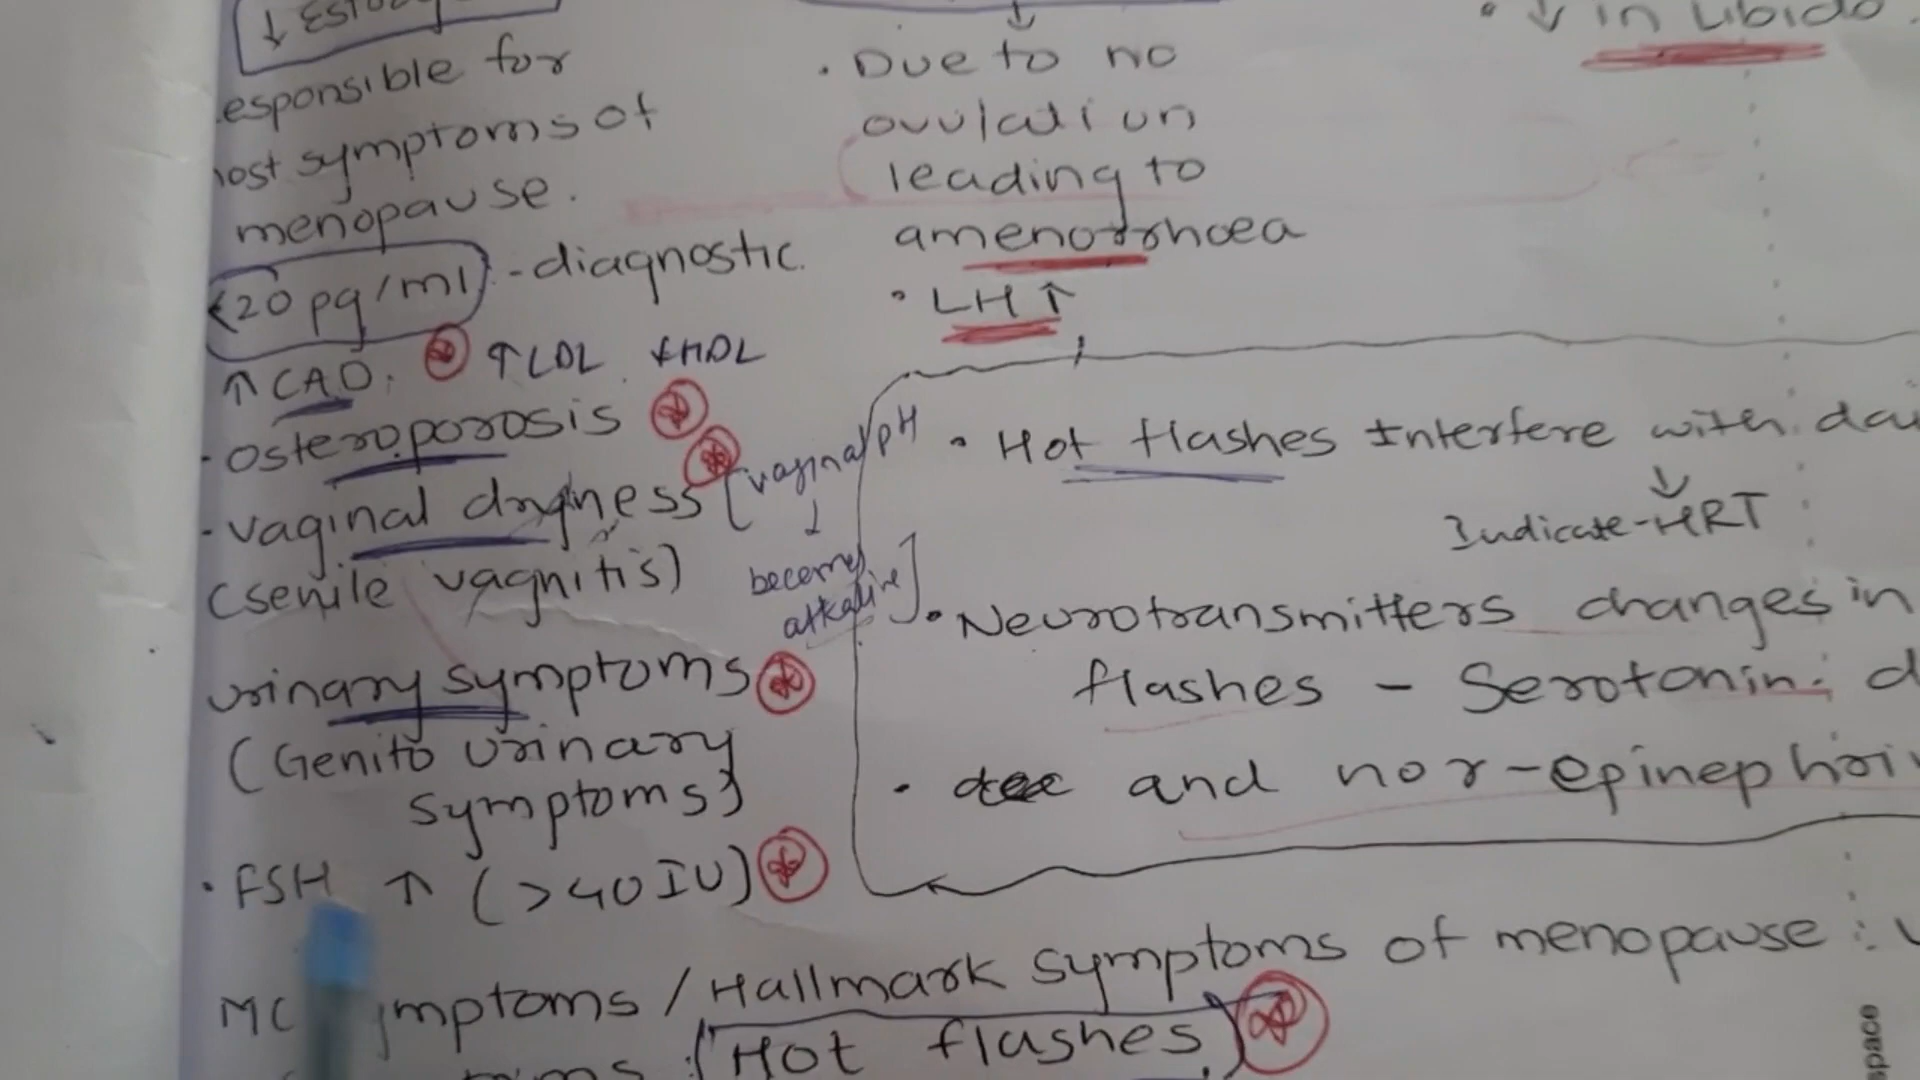 ↓ Estro
esponsible for
ost symptoms of
menopause.
<20 pg/ml - diagnostic.
↑ CAD. ↑ LDL ↓HDL
• osteroporosis
• vaginal dryness [vaginal pH
↓
becomes
alkaline]
(senile vagnitis)
urinary symptoms
(Genito urinary
symptoms)
• FSH ↑ (>40 IU)
• Due to no
ovulation
leading to
amenorrhoea
• LH ↑
• ↓ in Libido.
• Hot flashes Interfere with da
↓
Indicate-HRT
• Neurotransmitters changes in
flashes - Serotonin; d
• and nor-epinephri
MC mptoms / Hallmark symptoms of menopause :
(Hot flashes)
space